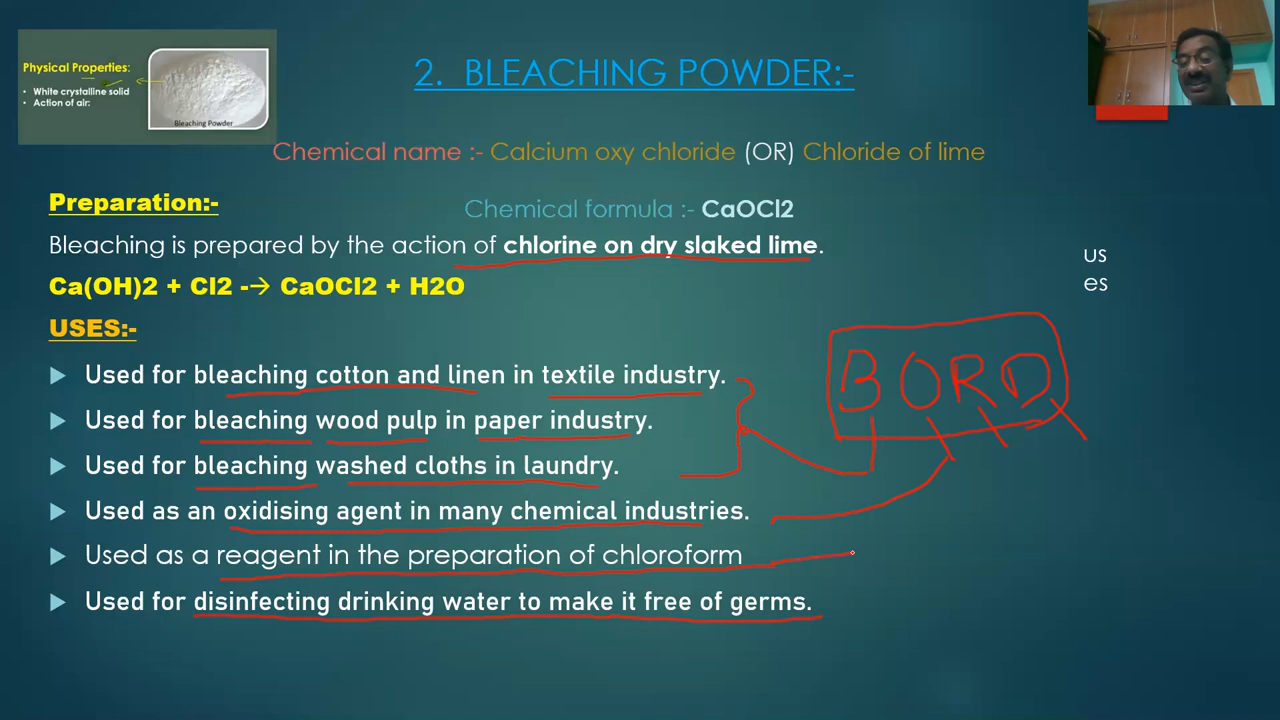 Physical Properties:
• White crystalline solid
• Action of air:
Bleaching Powder
2. BLEACHING POWDER:-
Chemical name :- Calcium oxy chloride (OR) Chloride of lime
Preparation:-
Chemical formula :- CaOCl2
Bleaching is prepared by the action of chlorine on dry slaked lime.
us
es
Ca(OH)2 + Cl2 -→ CaOCl2 + H2O
USES:-
Used for bleaching cotton and linen in textile industry.
BORD
Used for bleaching wood pulp in paper industry.
Used for bleaching washed cloths in laundry.
Used as an oxidising agent in many chemical industries.
Used as a reagent in the preparation of chloroform
Used for disinfecting drinking water to make it free of germs.